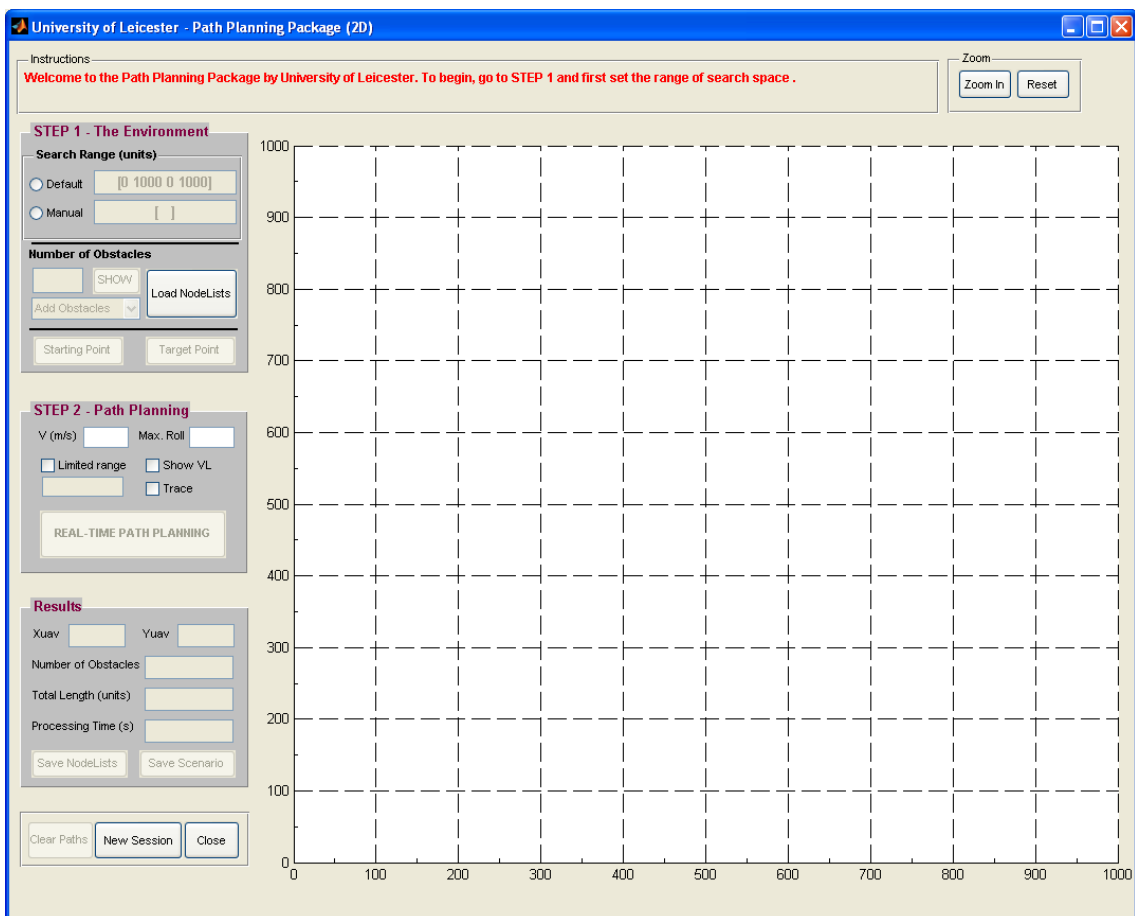 University of Leicester - Path Planning Package (2D)
Instructions
Welcome to the Path Planning Package by University of Leicester. To begin, go to STEP 1 and first set the range of search space .
Zoom
Zoom In
Reset
STEP 1 - The Environment
Search Range (units)
Default
[0 1000 0 1000]
Manual
[ ]
Number of Obstacles
SHOW
Load NodeLists
Add Obstacles
Starting Point
Target Point
STEP 2 - Path Planning
V (m/s)
Max. Roll
Limited range
Show VL
Trace
REAL-TIME PATH PLANNING
Results
Xuav
Yuav
Number of Obstacles
Total Length (units)
Processing Time (s)
Save NodeLists
Save Scenario
Clear Paths
New Session
Close
1000
900
800
700
600
500
400
300
200
100
0
0 100 200 300 400 500 600 700 800 900 1000